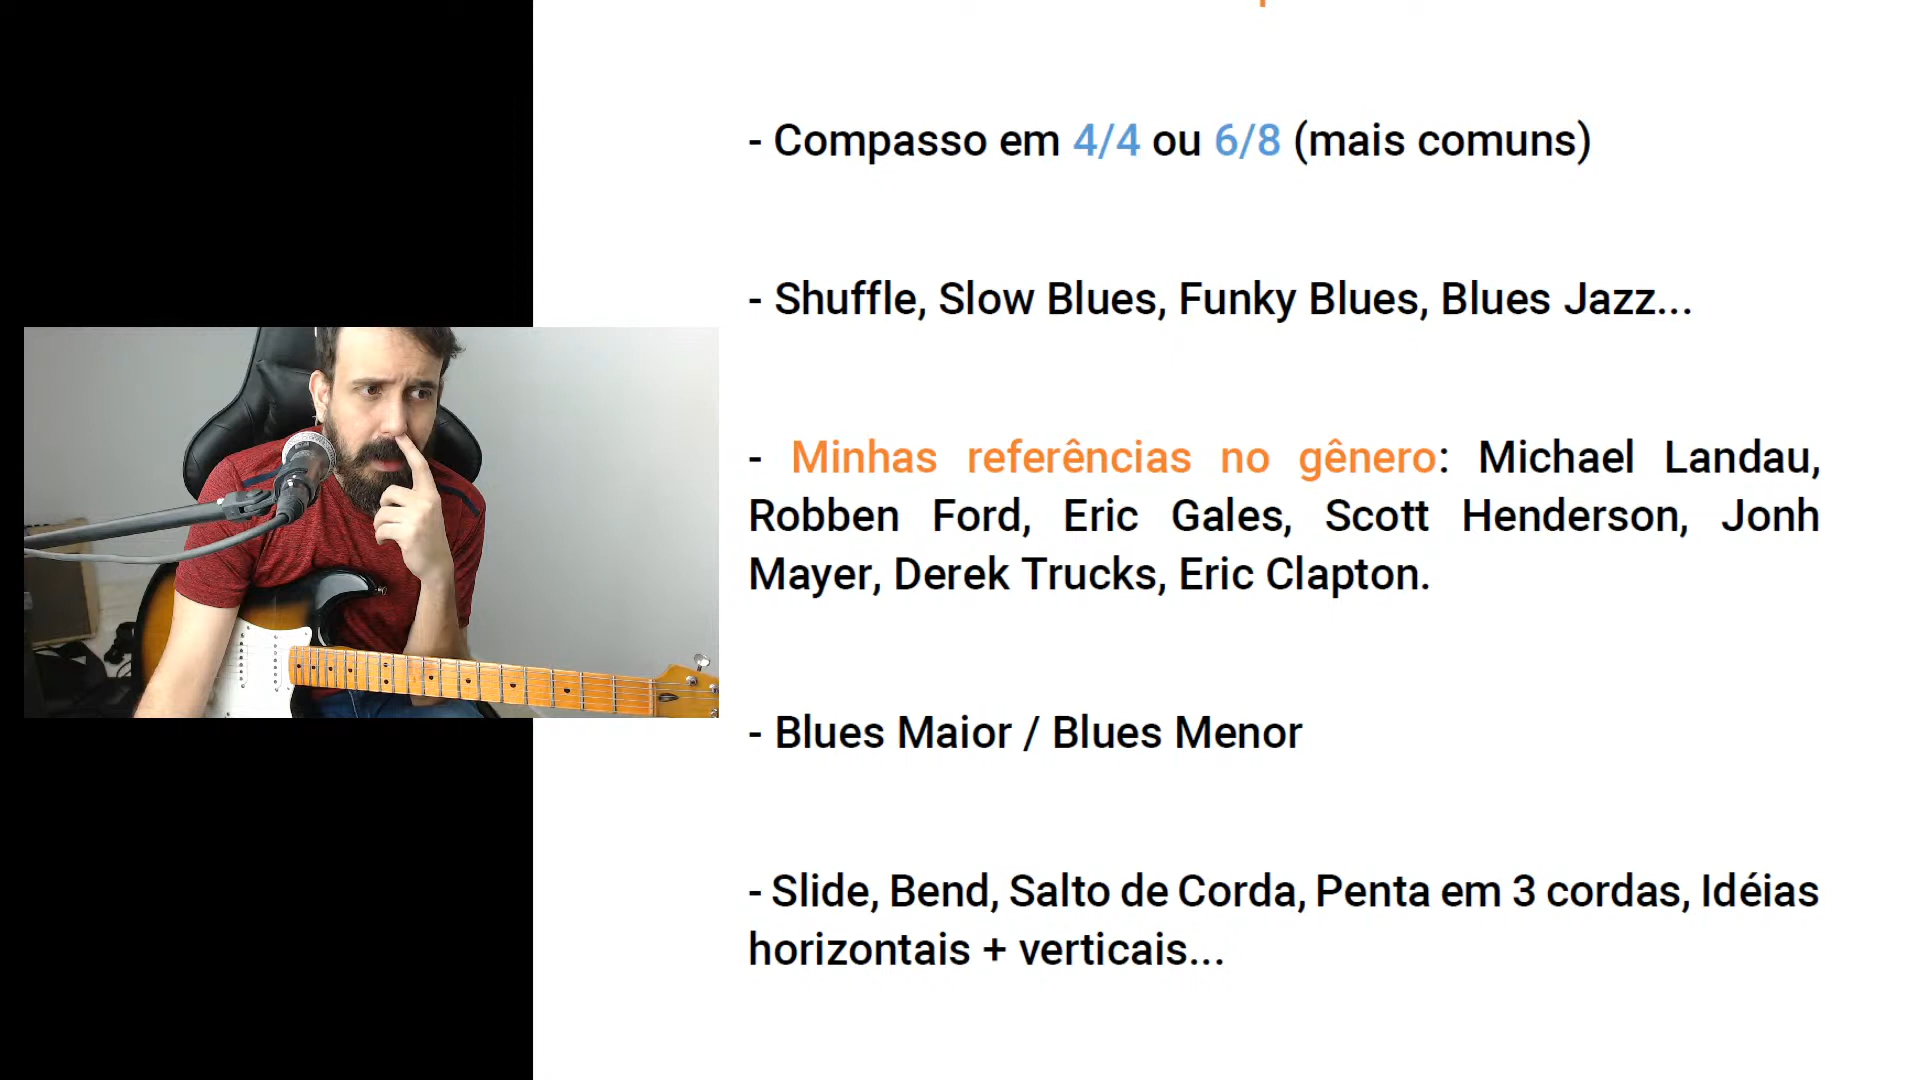 - Compasso em 4/4 ou 6/8 (mais comuns)
- Shuffle, Slow Blues, Funky Blues, Blues Jazz...
- Minhas referências no gênero: Michael Landau,
Robben Ford, Eric Gales, Scott Henderson, Jonh
Mayer, Derek Trucks, Eric Clapton.
- Blues Maior / Blues Menor
- Slide, Bend, Salto de Corda, Penta em 3 cordas, Idéias
horizontais + verticais...